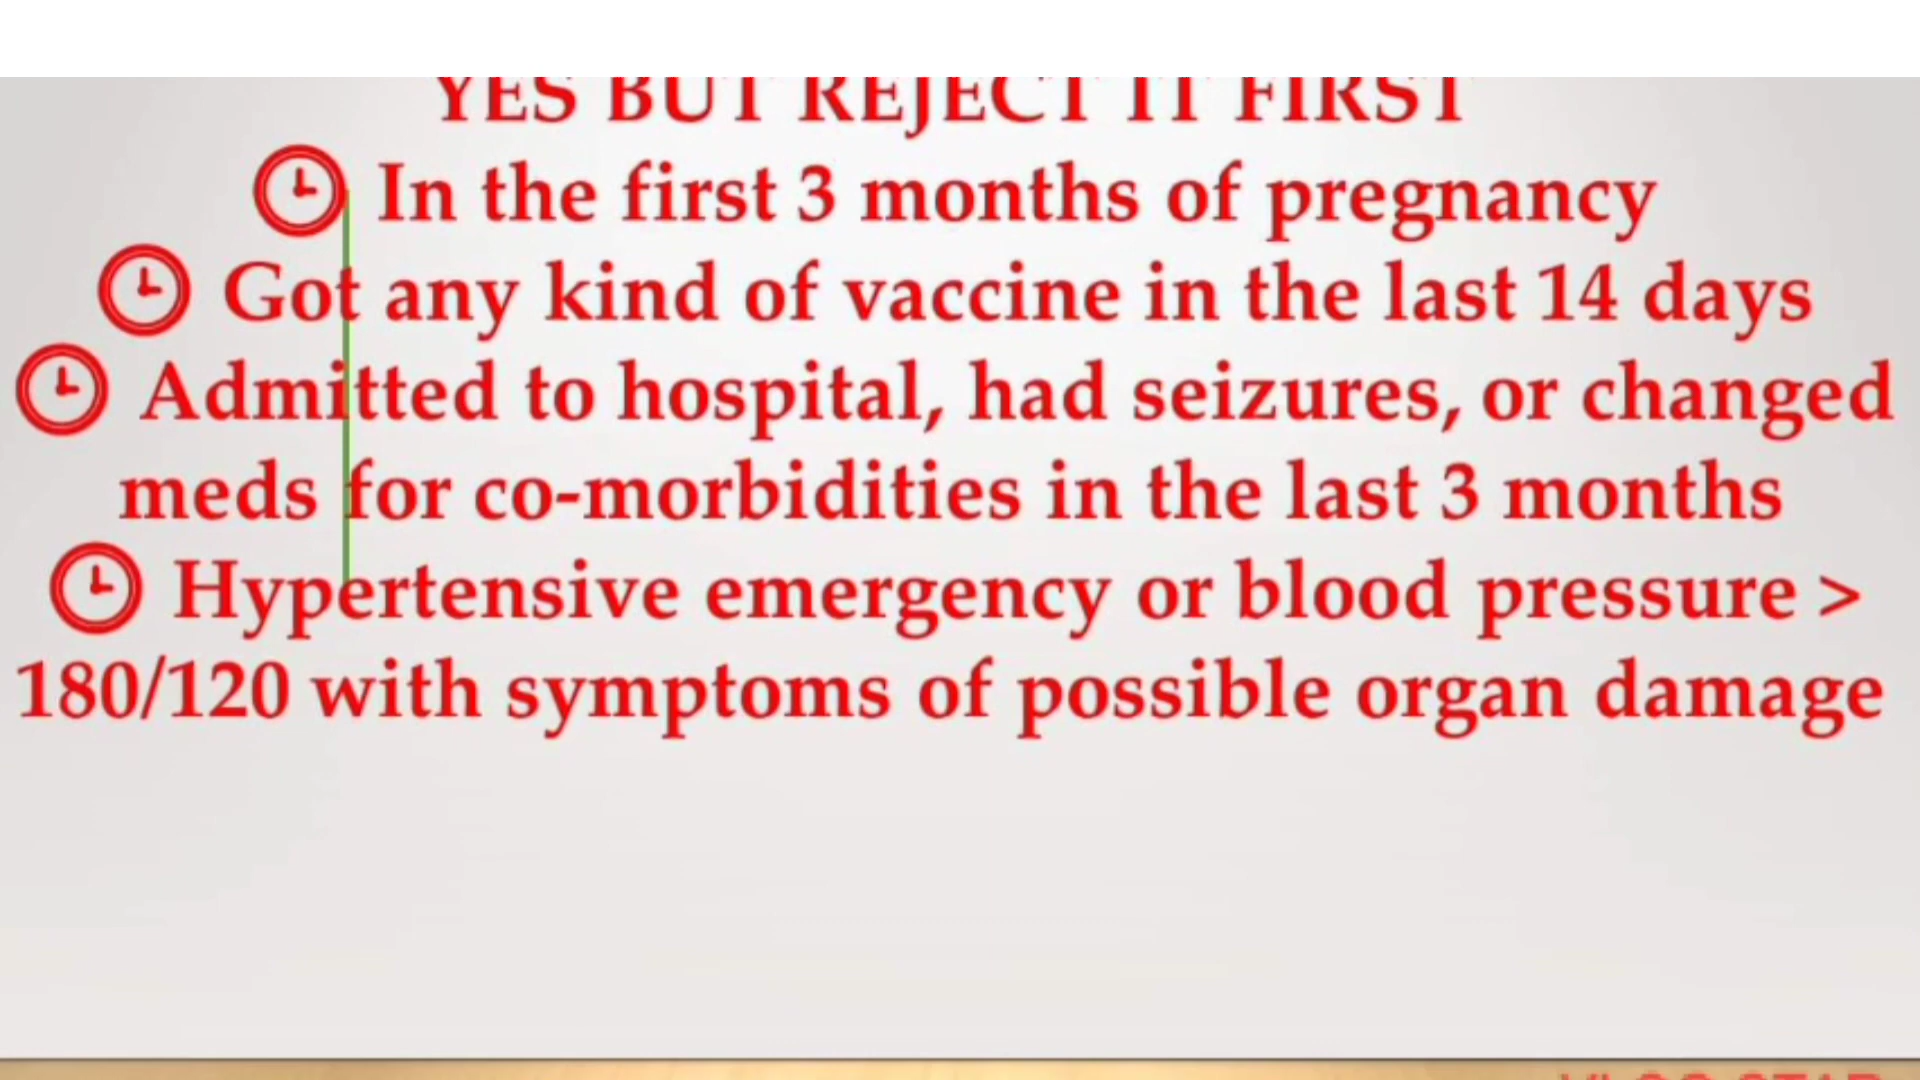 YES BUT REJECT IT FIRST
In the first 3 months of pregnancy
Got any kind of vaccine in the last 14 days
Admitted to hospital, had seizures, or changed
meds for co-morbidities in the last 3 months
Hypertensive emergency or blood pressure >
180/120 with symptoms of possible organ damage